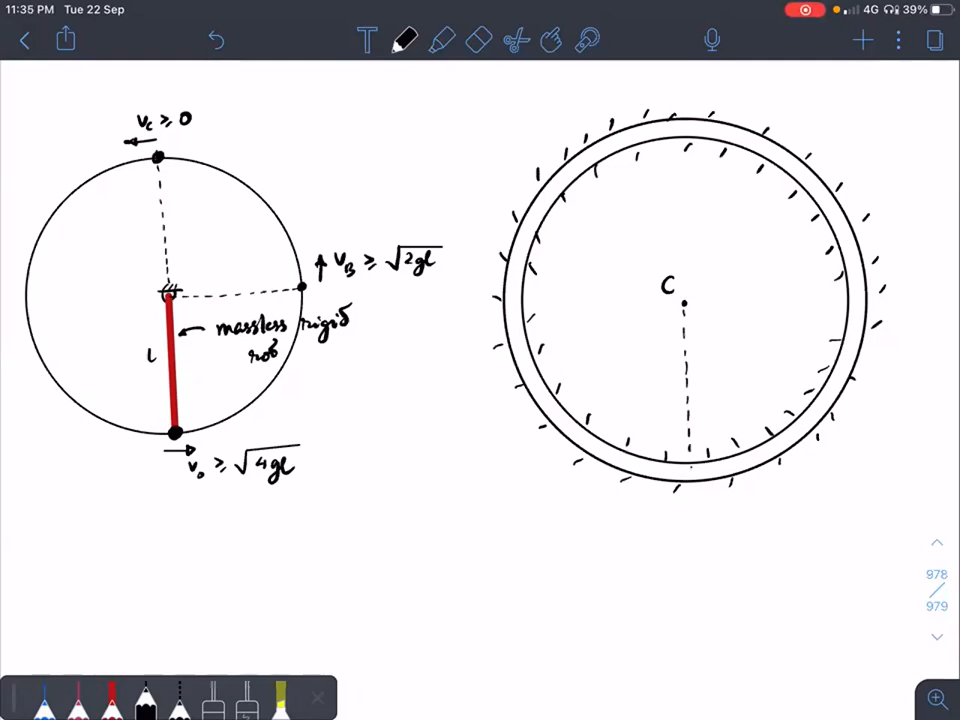 11:35 PM Tue 22 Sep
4G 39%
T
v_c ≥ 0
v_B ≥ √2gl
massless rigid
rod
l
v_o ≥ √4gl
C
978
979